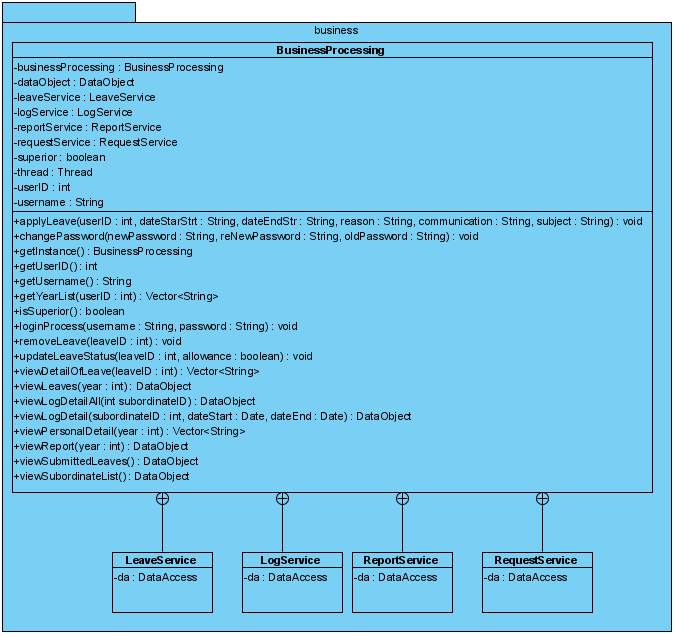 business
BusinessProcessing
-businessProcessing : BusinessProcessing
-dataObject : DataObject
-leaveService : LeaveService
-logService : LogService
-reportService : ReportService
-requestService : RequestService
-superior : boolean
-thread : Thread
-userID : int
-username : String
+applyLeave(userID : int, dateStarStrt : String, dateEndStr : String, reason : String, communication : String, subject : String) : void
+changePassword(newPassword : String, reNewPassword : String, oldPassword : String) : void
+getInstance() : BusinessProcessing
+getUserID() : int
+getUsername() : String
+getYearList(userID : int) : Vector<String>
+isSuperior() : boolean
+loginProcess(username : String, password : String) : void
+removeLeave(leaveID : int) : void
+updateLeaveStatus(leaveID : int, allowance : boolean) : void
+viewDetailOfLeave(leaveID : int) : Vector<String>
+viewLeaves(year : int) : DataObject
+viewLogDetailAll(int subordinateID) : DataObject
+viewLogDetail(subordinateID : int, dateStart : Date, dateEnd : Date) : DataObject
+viewPersonalDetail(year : int) : Vector<String>
+viewReport(year : int) : DataObject
+viewSubmittedLeaves() : DataObject
+viewSubordinateList() : DataObject
LeaveService
-da : DataAccess
LogService
-da : DataAccess
ReportService
-da : DataAccess
RequestService
-da : DataAccess